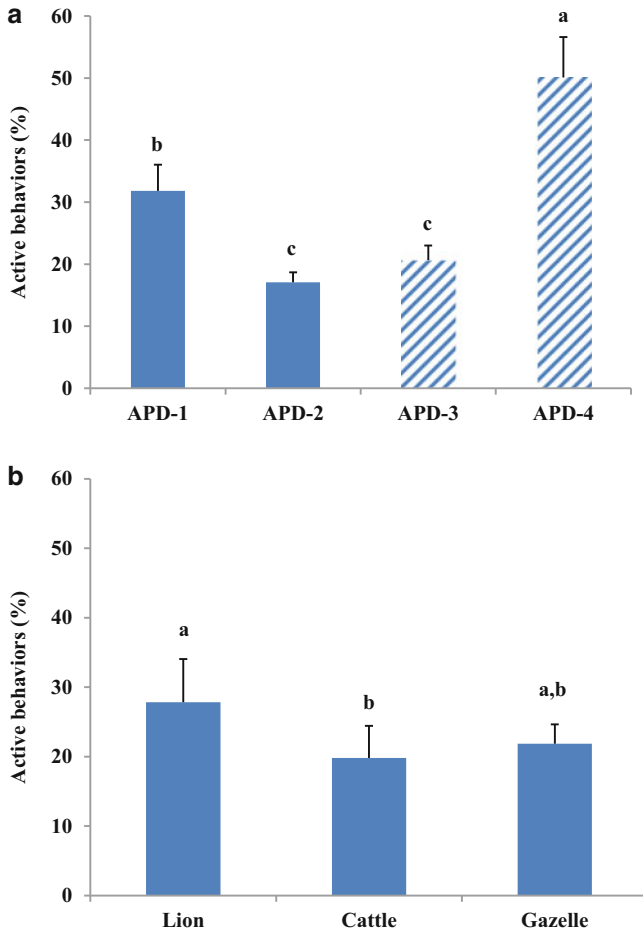 a
Active behaviors (%)
60
50
40
30
20
10
0
b
c
c
a
APD-1 APD-2 APD-3 APD-4
b
Active behaviors (%)
60
50
40
30
20
10
0
a
b
a,b
Lion Cattle Gazelle